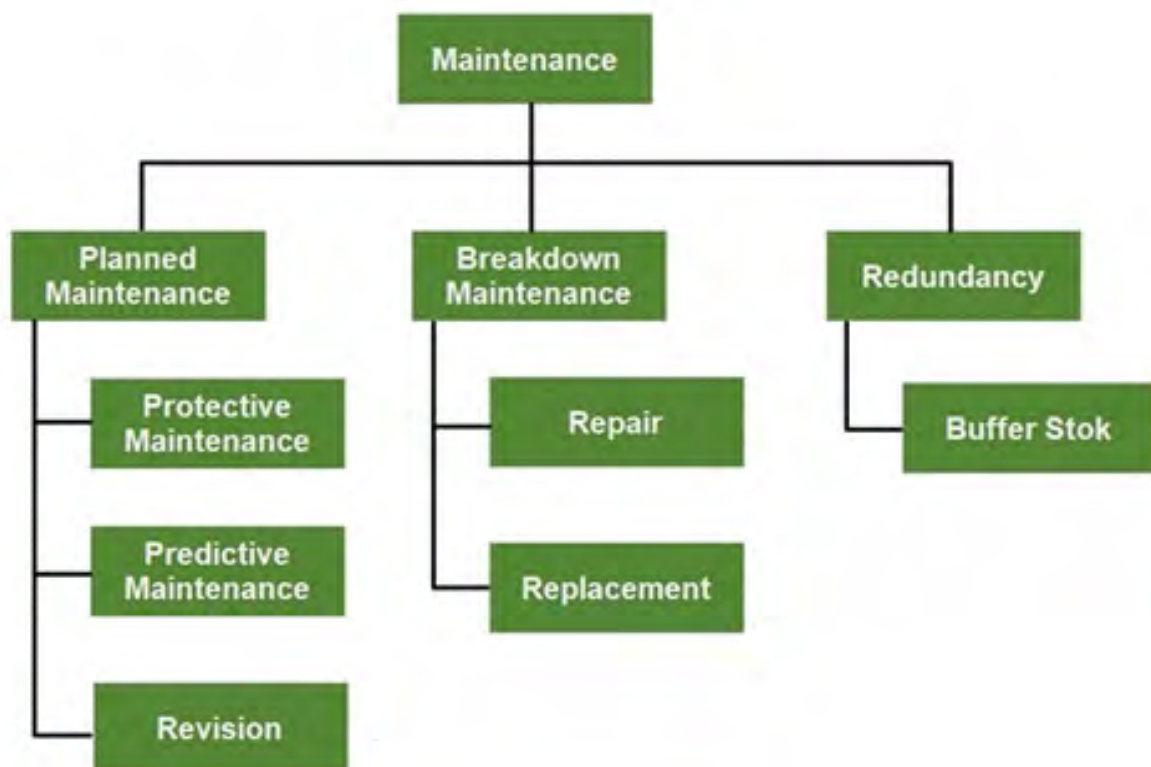 Maintenance
Planned
Maintenance
Breakdown
Maintenance
Redundancy
Protective
Maintenance
Predictive
Maintenance
Revision
Repair
Replacement
Buffer Stok